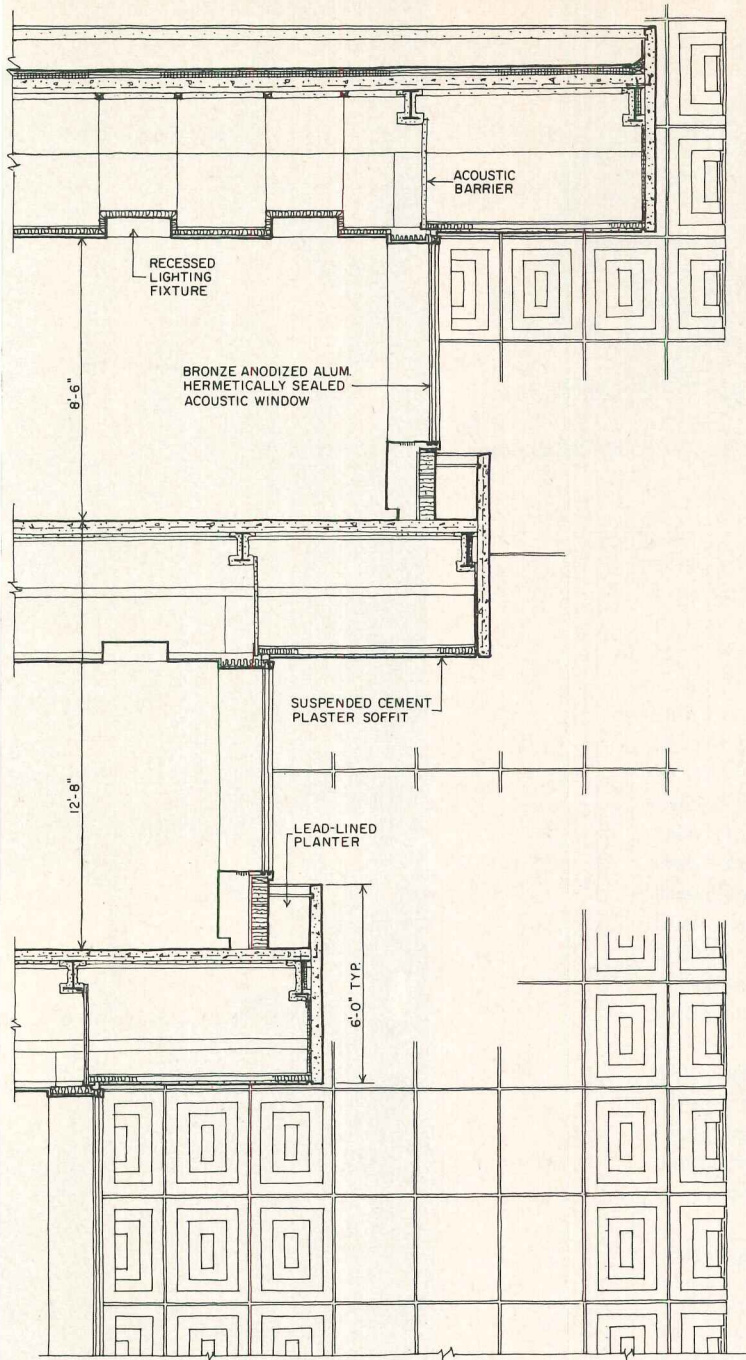 ACOUSTIC
BARRIER
RECESSED
LIGHTING
FIXTURE
BRONZE ANODIZED ALUM.
HERMETICALLY SEALED
ACOUSTIC WINDOW
8'-6"
SUSPENDED CEMENT
PLASTER SOFFIT
12'-8"
LEAD-LINED
PLANTER
6'-0" TYP.